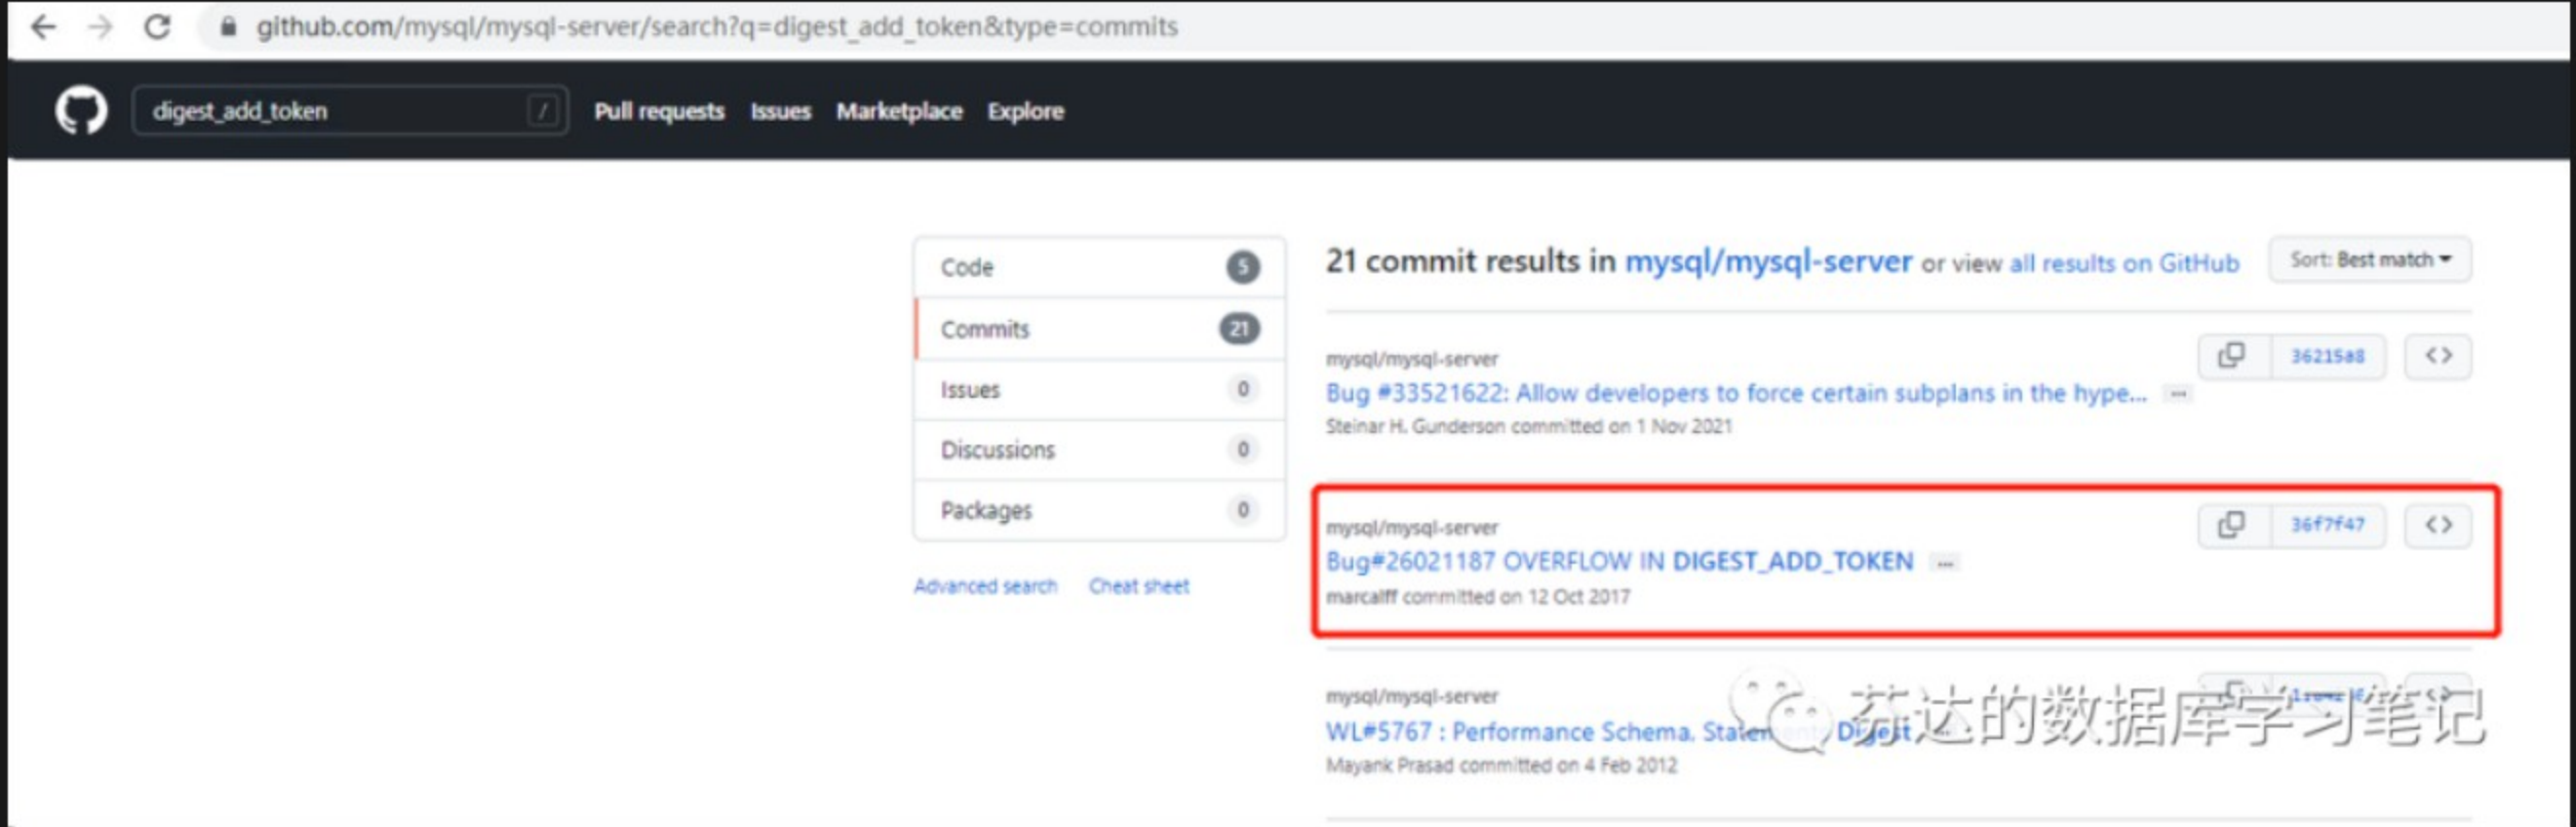 github.com/mysql/mysql-server/search?q=digest_add_token&type=commits
digest_add_token /
Pull requests Issues Marketplace Explore
Code 5
Commits 21
Issues 0
Discussions 0
Packages 0
Advanced search Cheat sheet
21 commit results in mysql/mysql-server or view all results on GitHub
Sort: Best match
mysql/mysql-server
36215a8
Bug #33521622: Allow developers to force certain subplans in the hype... ...
Steinar H. Gunderson committed on 1 Nov 2021
mysql/mysql-server
36f7f47
Bug#26021187 OVERFLOW IN DIGEST_ADD_TOKEN ...
marcalff committed on 12 Oct 2017
mysql/mysql-server
WL#5767 : Performance Schema, Statement Digest
Mayank Prasad committed on 4 Feb 2012
芬达的数据库学习笔记